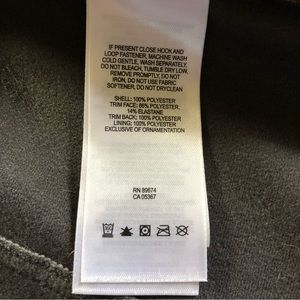 IF PRESENT CLOSE HOOK AND
LOOP FASTENER, MACHINE WASH
COLD GENTLE, WASH SEPARATELY.
DO NOT BLEACH, TUMBLE DRY LOW,
REMOVE PROMPTLY, DO NOT
IRON, DO NOT USE FABRIC
SOFTENER, DO NOT DRYCLEAN
SHELL: 100% POLYESTER
TRIM FACE: 86% POLYESTER,
14% ELASTANE
TRIM BACK: 100% POLYESTER
LINING: 100% POLYESTER
EXCLUSIVE OF ORNAMENTATION
RN 89674
CA 05367